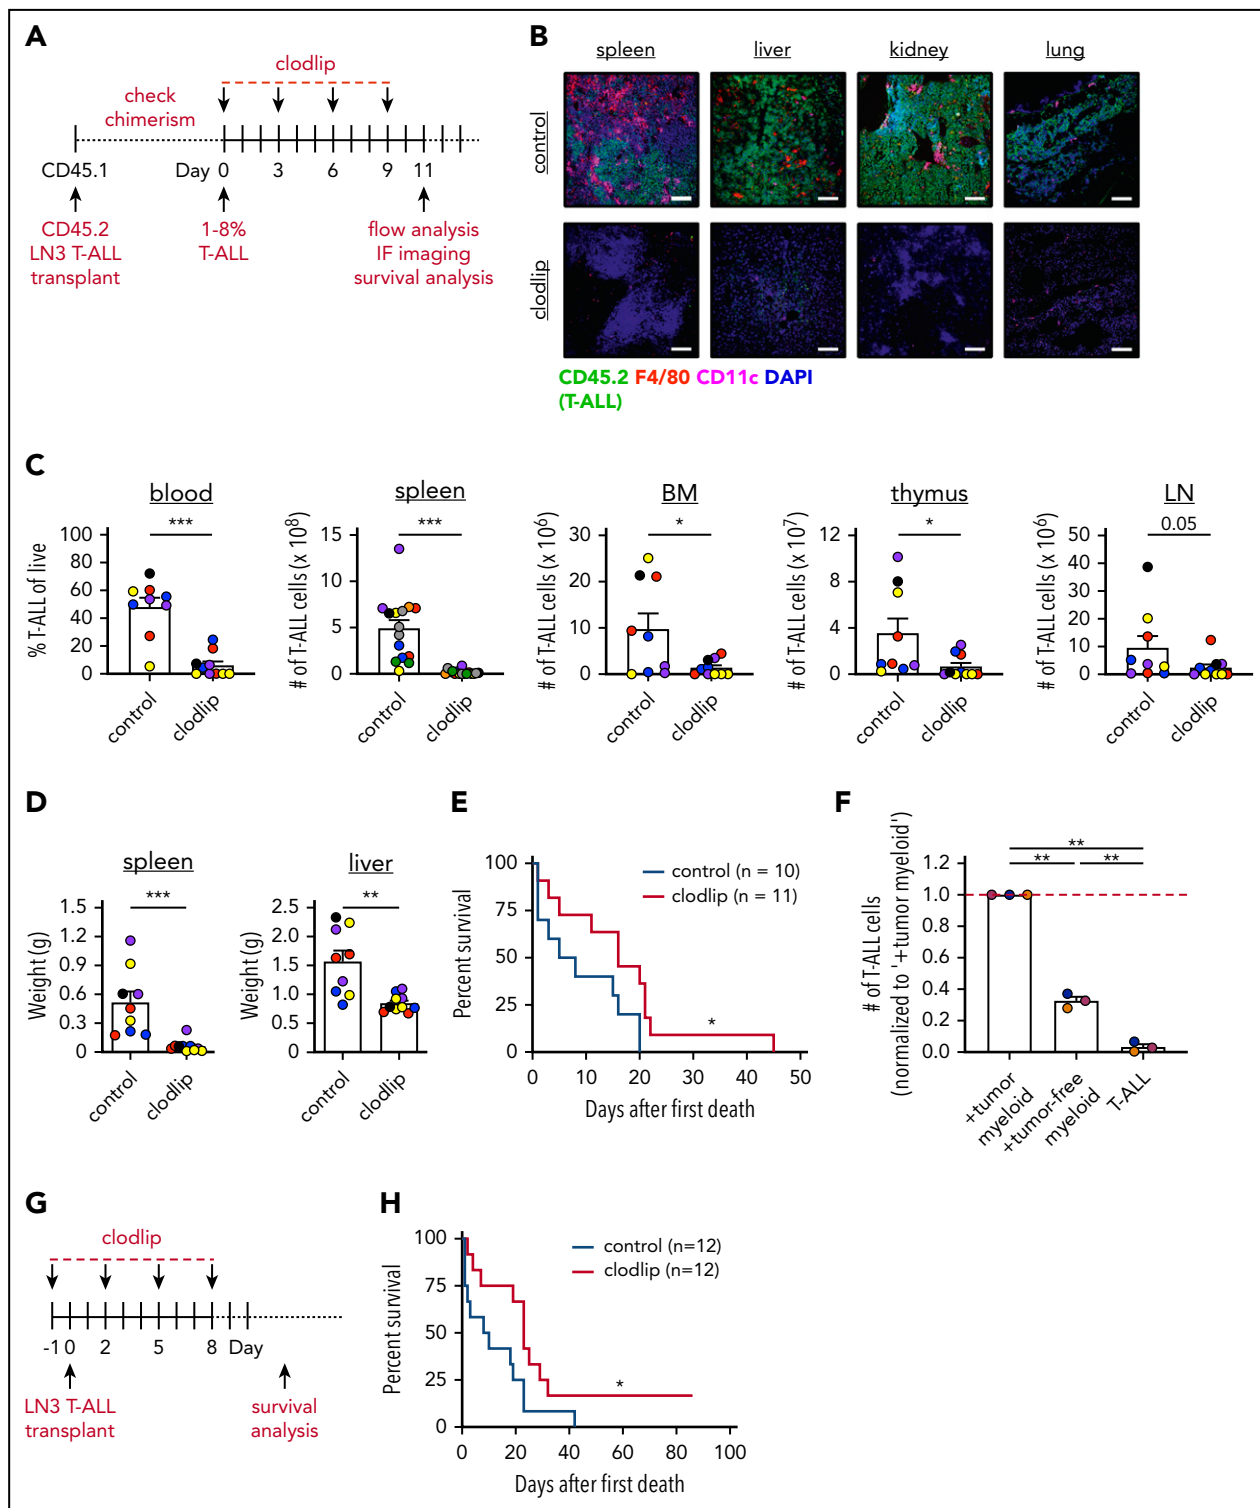 A
clodlip
check
chimerism
CD45.1
Day 0 3 6 9 11
CD45.2
LN3 T-ALL
transplant
1-8%
T-ALL
flow analysis
IF imaging
survival analysis
B
spleen liver kidney lung
control
clodlip
CD45.2 F4/80 CD11c DAPI
(T-ALL)
C
blood
% T-ALL of live
100
80
60
40
20
0
***
control
clodlip
spleen
# of T-ALL cells (x 10⁸)
15
10
5
0
***
control
clodlip
BM
# of T-ALL cells (x 10⁶)
30
20
10
0
*
control
clodlip
thymus
# of T-ALL cells (x 10⁷)
12
8
4
0
*
control
clodlip
LN
# of T-ALL cells (x 10⁶)
50
40
30
20
10
0
0.05
control
clodlip
D
spleen
Weight (g)
1.5
1.2
0.9
0.6
0.3
0.0
***
control
clodlip
liver
Weight (g)
2.5
2.0
1.5
1.0
0.5
0.0
**
control
clodlip
E
Percent survival
100
75
50
25
0
control (n = 10)
clodlip (n = 11)
*
0 10 20 30 40 50
Days after first death
F
# of T-ALL cells
(normalized to '+tumor myeloid')
1.2
1.0
0.8
0.6
0.4
0.2
0.0
**
** **
+tumor
myeloid
+tumor-free
myeloid
T-ALL
G
clodlip
-1 0 2 5 8 Day
LN3 T-ALL
transplant
survival
analysis
H
Percent survival
100
75
50
25
0
control (n=12)
clodlip (n=12)
*
0 20 40 60 80 100
Days after first death